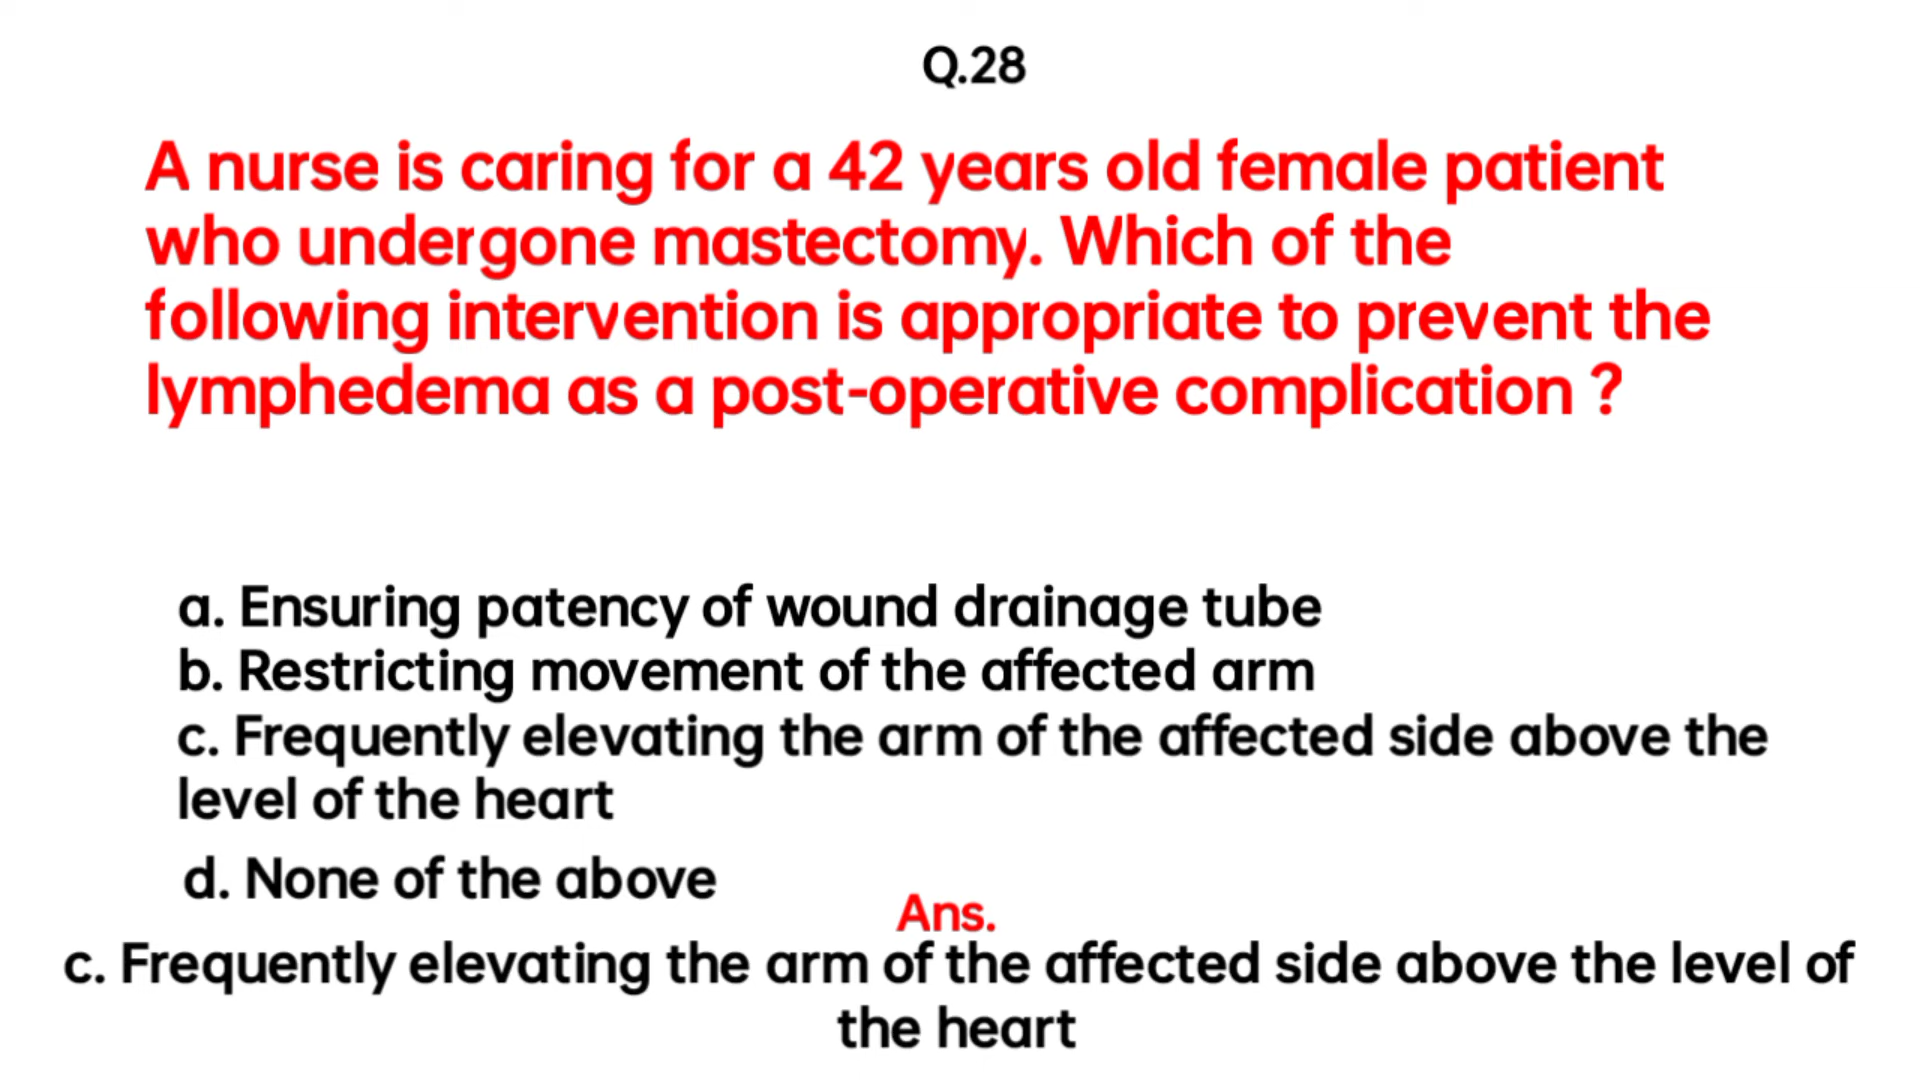 Q.28
A nurse is caring for a 42 years old female patient
who undergone mastectomy. Which of the
following intervention is appropriate to prevent the
lymphedema as a post-operative complication ?
a. Ensuring patency of wound drainage tube
b. Restricting movement of the affected arm
c. Frequently elevating the arm of the affected side above the
level of the heart
d. None of the above
Ans.
c. Frequently elevating the arm of the affected side above the level of
the heart